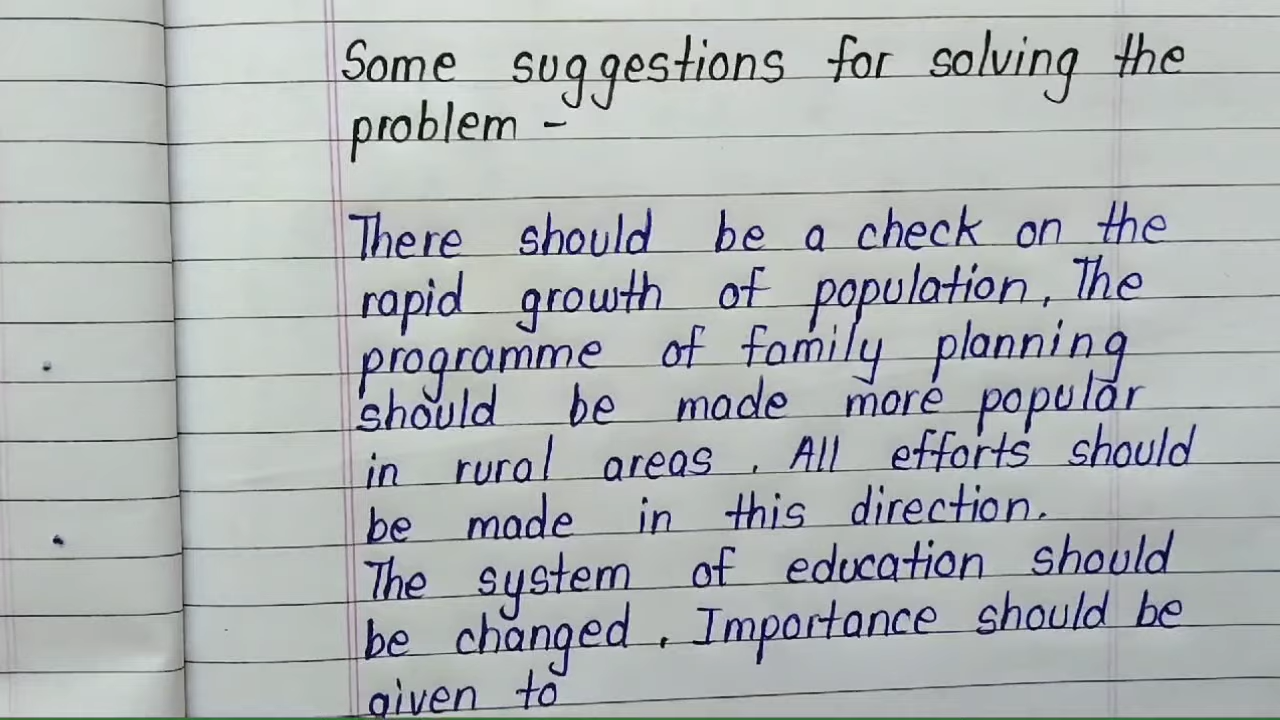 Some suggestions for solving the
problem -
There should be a check on the
rapid growth of population. The
programme of family planning
should be made more popular
in rural areas. All efforts should
be made in this direction.
The system of education should
be changed. Importance should be
given to